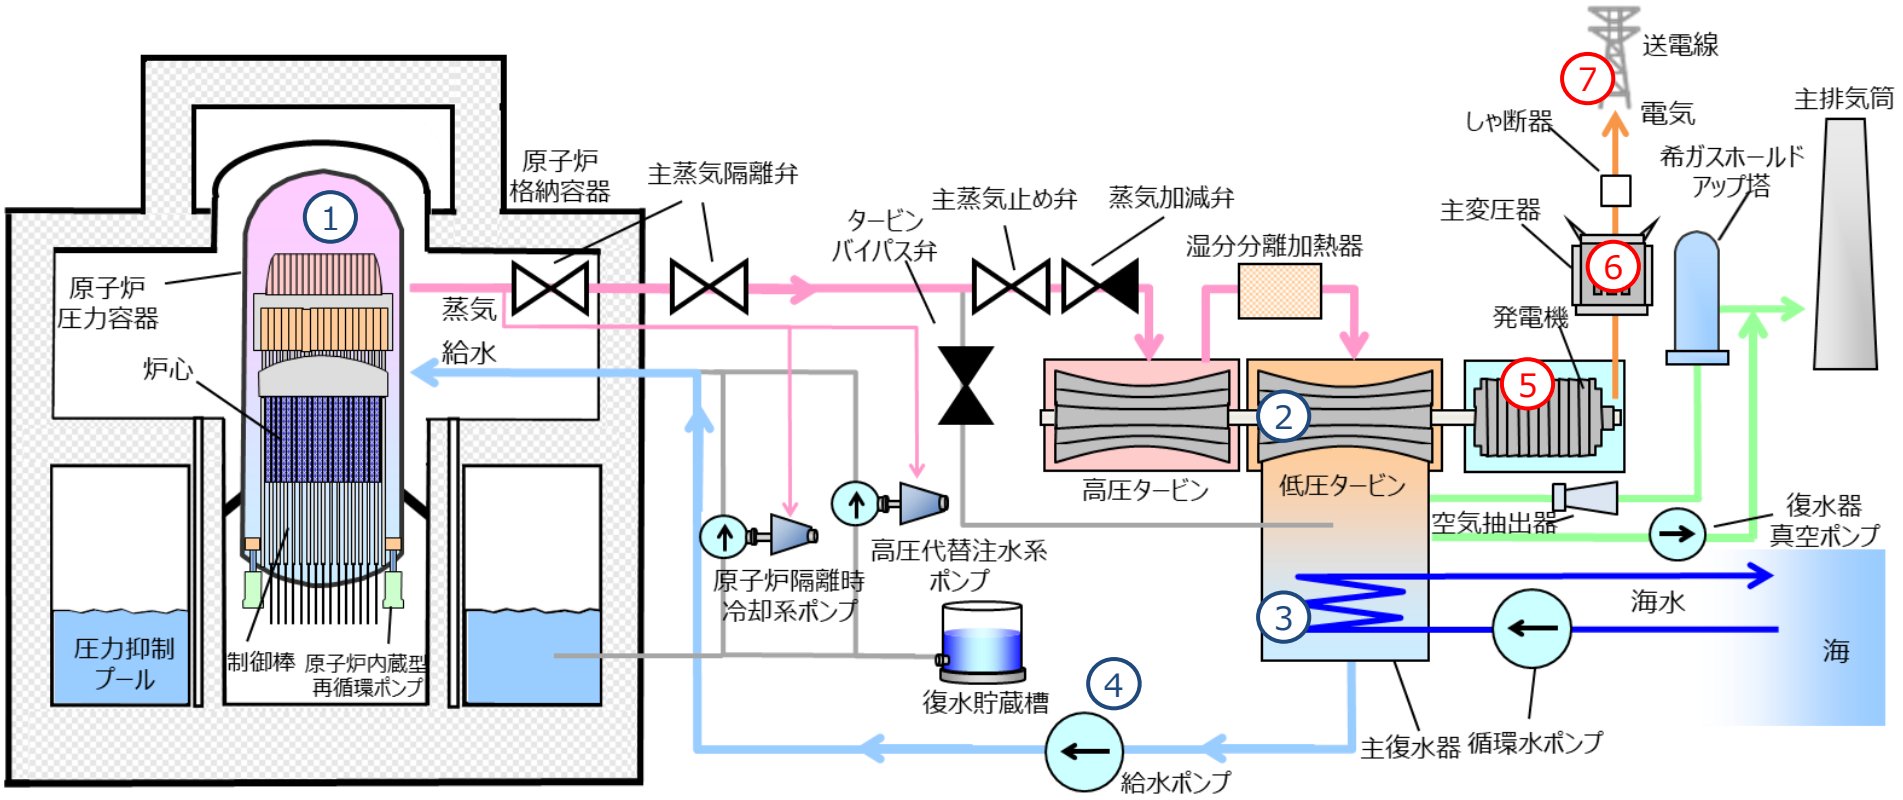 送電線
⑦
しゃ断器
電気
主排気筒
希ガスホールド
アップ塔
原子炉
格納容器
主蒸気隔離弁
主蒸気止め弁
蒸気加減弁
タービン
バイパス弁
湿分分離加熱器
主変圧器
①
⑥
原子炉
圧力容器
蒸気
発電機
給水
炉心
⑤
②
高圧タービン
低圧タービン
空気抽出器
復水器
真空ポンプ
高圧代替注水系
ポンプ
原子炉隔離時
冷却系ポンプ
海水
③
圧力抑制
プール
制御棒
原子炉内蔵型
再循環ポンプ
海
④
復水貯蔵槽
主復水器
循環水ポンプ
給水ポンプ